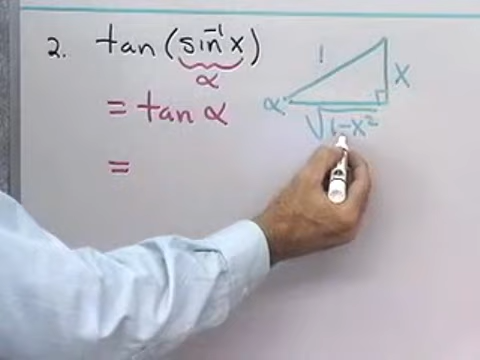 2. tan(sin⁻¹x)
α
= tan α
=
1
x
α
√1-x²